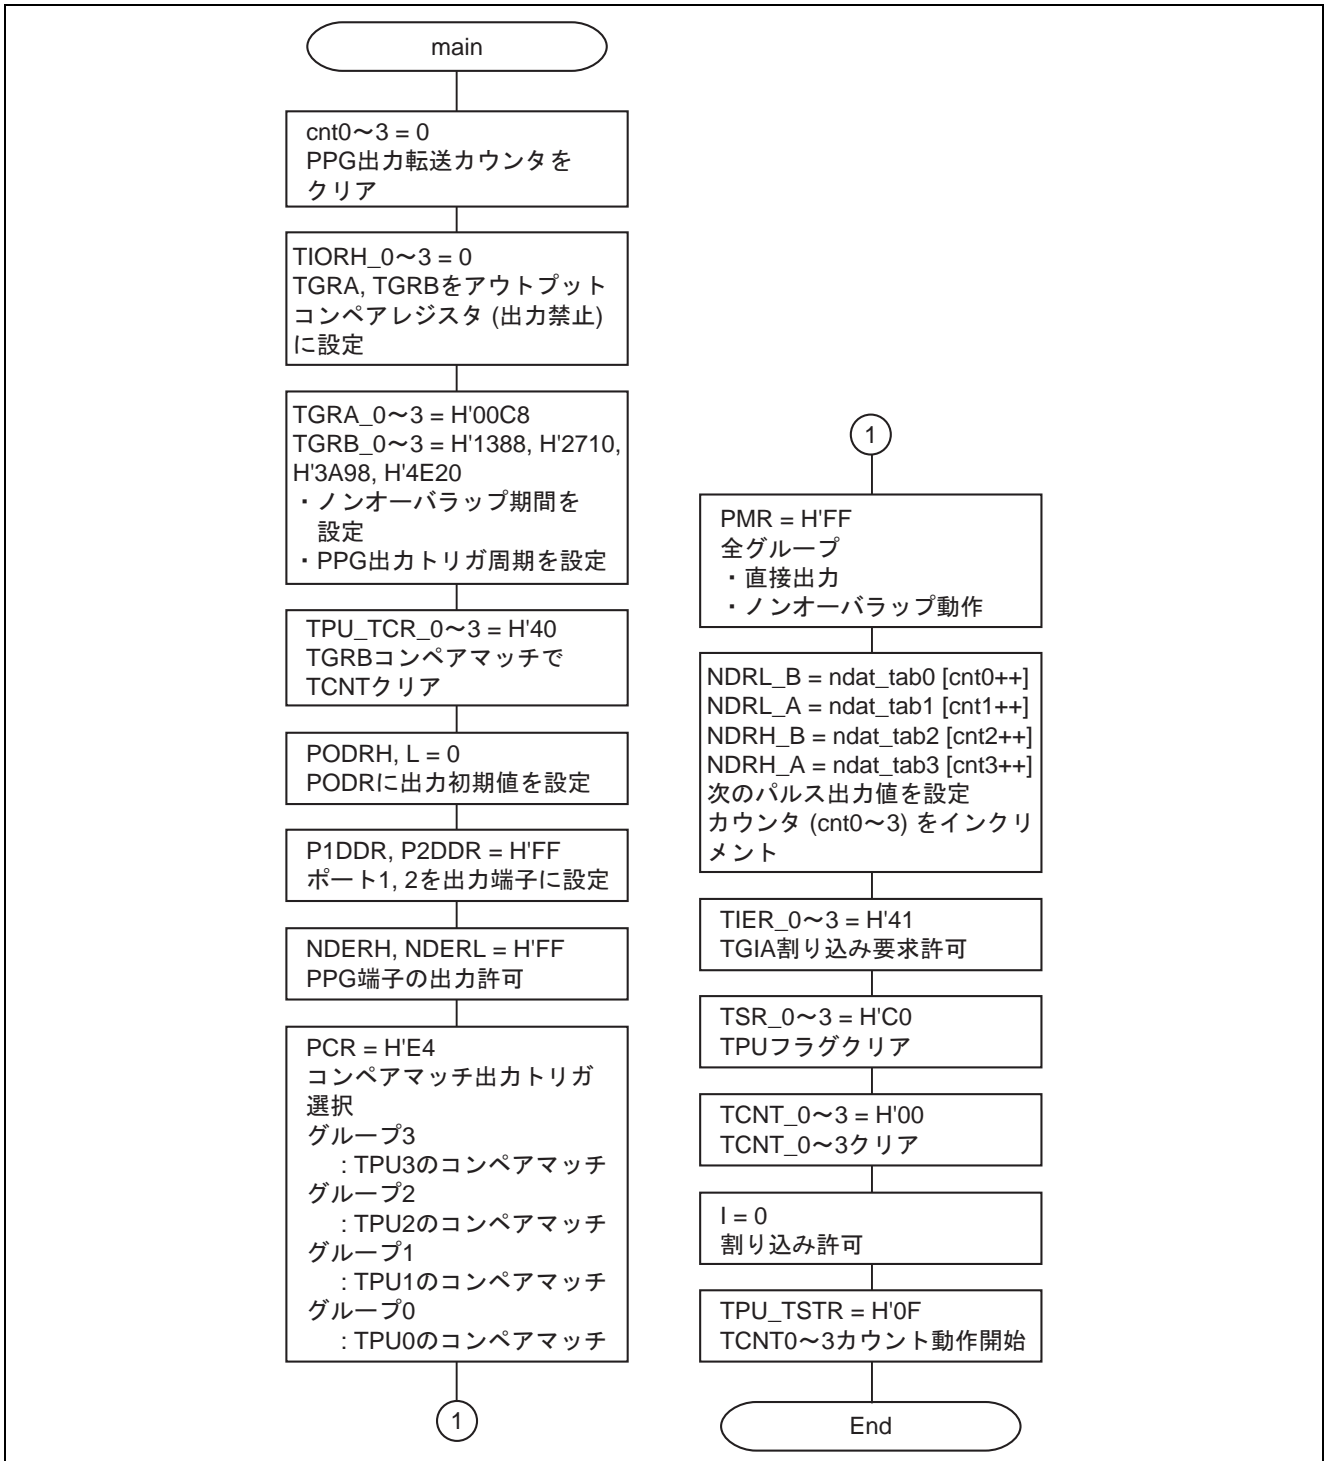 main
cnt0～3 = 0
PPG出力転送カウンタを
クリア
TIORH_0～3 = 0
TGRA, TGRBをアウトプット
コンペアレジスタ (出力禁止)
に設定
TGRA_0～3 = H'00C8
TGRB_0～3 = H'1388, H'2710,
H'3A98, H'4E20
・ノンオーバラップ期間を
設定
・PPG出力トリガ周期を設定
TPU_TCR_0～3 = H'40
TGRBコンペアマッチで
TCNTクリア
PODRH, L = 0
PODRに出力初期値を設定
P1DDR, P2DDR = H'FF
ポート1, 2を出力端子に設定
NDERH, NDERL = H'FF
PPG端子の出力許可
PCR = H'E4
コンペアマッチ出力トリガ
選択
グループ3
: TPU3のコンペアマッチ
グループ2
: TPU2のコンペアマッチ
グループ1
: TPU1のコンペアマッチ
グループ0
: TPU0のコンペアマッチ
1
1
PMR = H'FF
全グループ
・直接出力
・ノンオーバラップ動作
NDRL_B = ndat_tab0 [cnt0++]
NDRL_A = ndat_tab1 [cnt1++]
NDRH_B = ndat_tab2 [cnt2++]
NDRH_A = ndat_tab3 [cnt3++]
次のパルス出力値を設定
カウンタ (cnt0～3) をインクリ
メント
TIER_0～3 = H'41
TGIA割り込み要求許可
TSR_0～3 = H'C0
TPUフラグクリア
TCNT_0～3 = H'00
TCNT_0～3クリア
I = 0
割り込み許可
TPU_TSTR = H'0F
TCNT0～3カウント動作開始
End